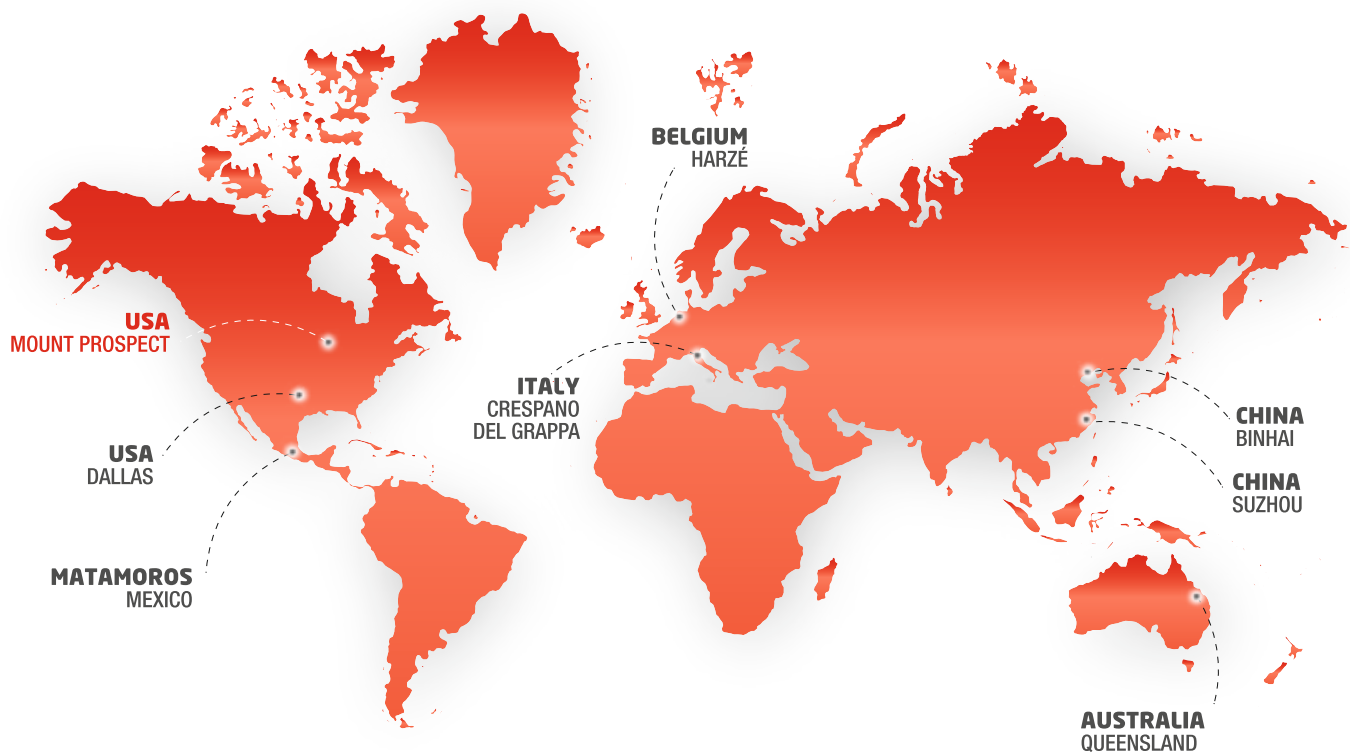 BELGIUM
HARZÉ
USA
MOUNT PROSPECT
ITALY
CRESPANO
DEL GRAPPA
USA
DALLAS
CHINA
BINHAI
CHINA
SUZHOU
MATAMOROS
MEXICO
AUSTRALIA
QUEENSLAND